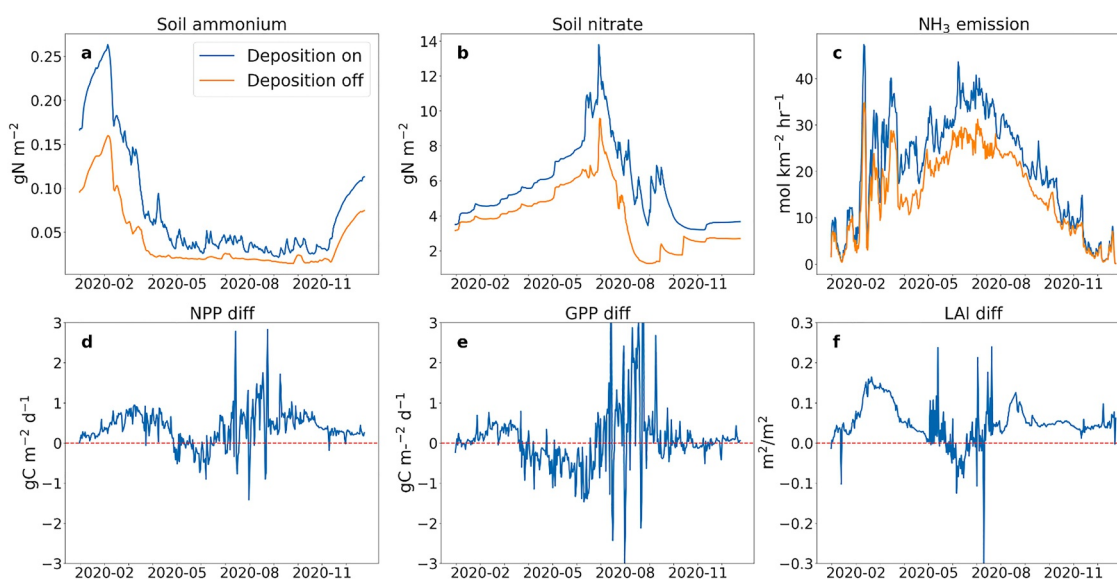 Soil ammonium
Soil nitrate
NH3 emission
a
Deposition on
Deposition off
b
c
0.25
0.20
0.15
0.10
0.05
gN m−2
14
12
10
8
6
4
2
gN m−2
40
30
20
10
0
mol km−2 hr−1
2020-02 2020-05 2020-08 2020-11
2020-02 2020-05 2020-08 2020-11
2020-02 2020-05 2020-08 2020-11
NPP diff
GPP diff
LAI diff
d
e
f
3
2
1
0
−1
−2
−3
gC m−2 d−1
3
2
1
0
−1
−2
−3
gC m−2 d−1
0.3
0.2
0.1
0.0
−0.1
−0.2
−0.3
m2/m2
2020-02 2020-05 2020-08 2020-11
2020-02 2020-05 2020-08 2020-11
2020-02 2020-05 2020-08 2020-11